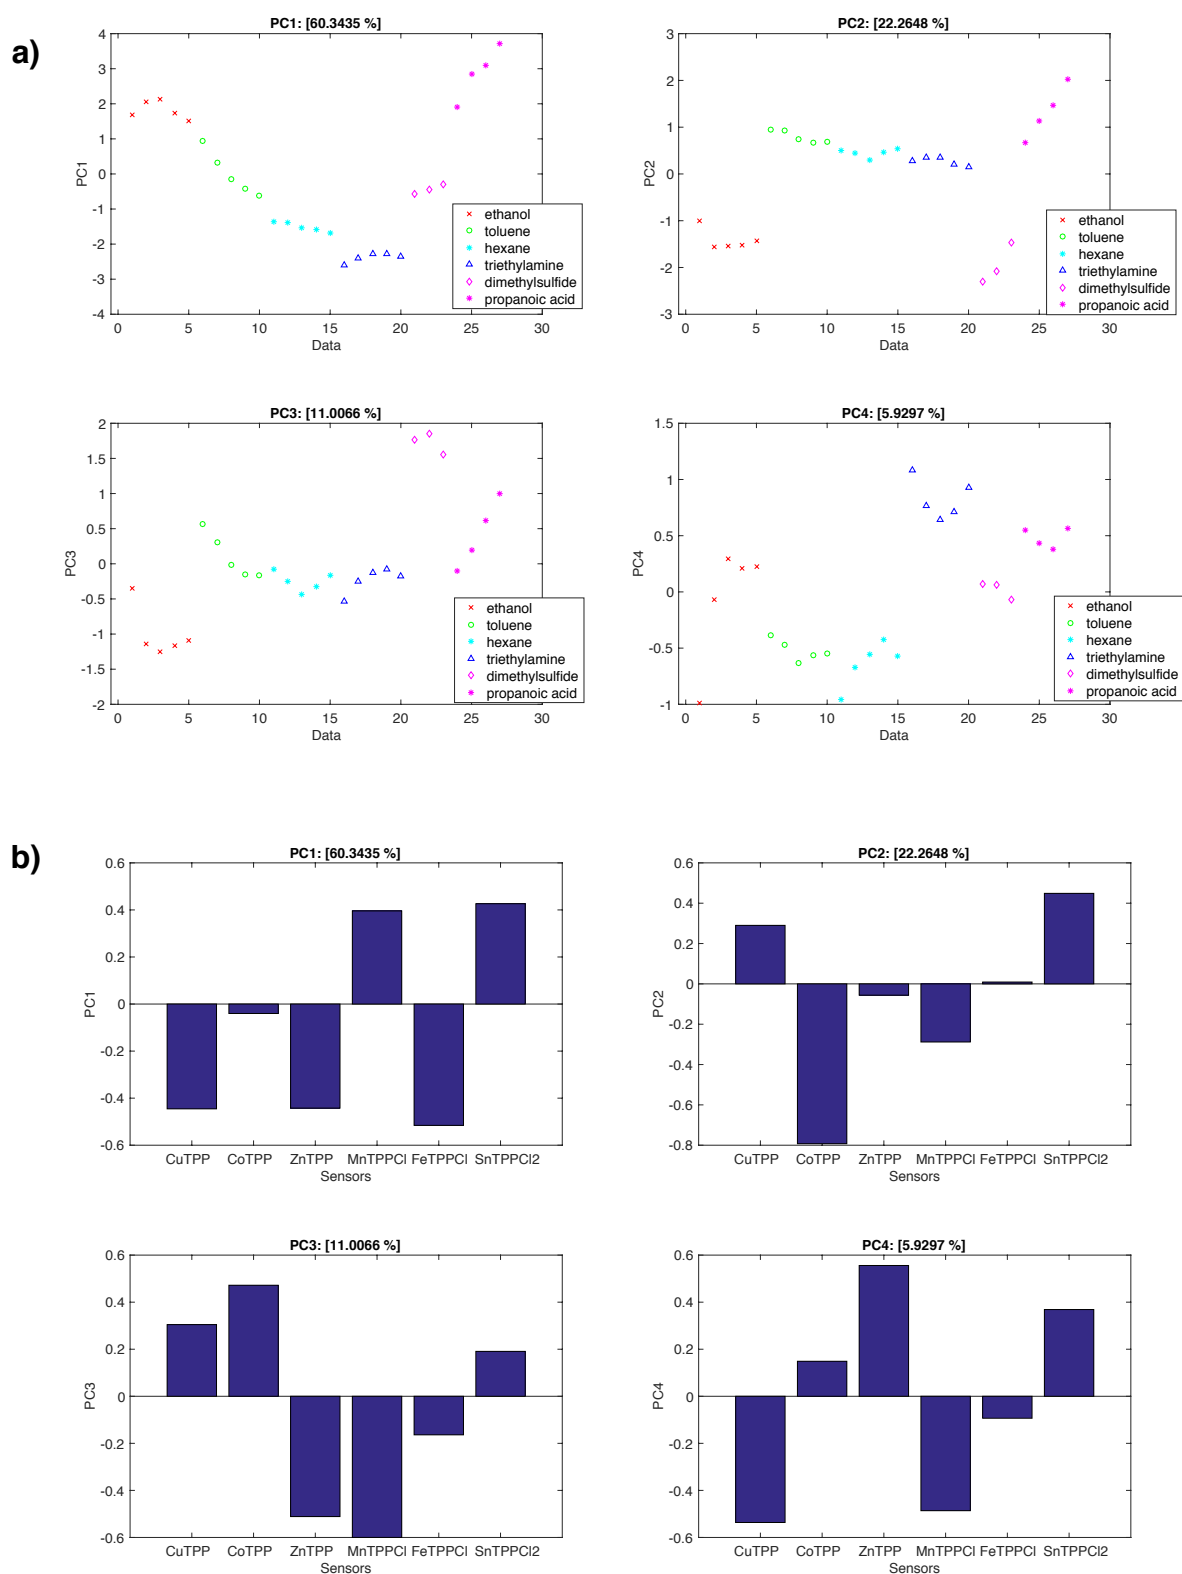 a)
PC1: [60.3435 %]
4
3
2
1
0
-1
-2
-3
-4
PC1
0 5 10 15 20 25 30
Data
ethanol
toluene
hexane
triethylamine
dimethylsulfide
propanoic acid
PC2: [22.2648 %]
3
2
1
0
-1
-2
-3
PC2
0 5 10 15 20 25 30
Data
ethanol
toluene
hexane
triethylamine
dimethylsulfide
propanoic acid
PC3: [11.0066 %]
2
1.5
1
0.5
0
-0.5
-1
-1.5
-2
PC3
0 5 10 15 20 25 30
Data
ethanol
toluene
hexane
triethylamine
dimethylsulfide
propanoic acid
PC4: [5.9297 %]
1.5
1
0.5
0
-0.5
-1
PC4
0 5 10 15 20 25 30
Data
ethanol
toluene
hexane
triethylamine
dimethylsulfide
propanoic acid
b)
PC1: [60.3435 %]
0.6
0.4
0.2
0
-0.2
-0.4
-0.6
PC1
CuTPP CoTPP ZnTPP MnTPPCl FeTPPCl SnTPPCl2
Sensors
PC2: [22.2648 %]
0.6
0.4
0.2
0
-0.2
-0.4
-0.6
-0.8
PC2
CuTPP CoTPP ZnTPP MnTPPCl FeTPPCl SnTPPCl2
Sensors
PC3: [11.0066 %]
0.6
0.4
0.2
0
-0.2
-0.4
-0.6
PC3
CuTPP CoTPP ZnTPP MnTPPCl FeTPPCl SnTPPCl2
Sensors
PC4: [5.9297 %]
0.6
0.4
0.2
0
-0.2
-0.4
-0.6
PC4
CuTPP CoTPP ZnTPP MnTPPCl FeTPPCl SnTPPCl2
Sensors